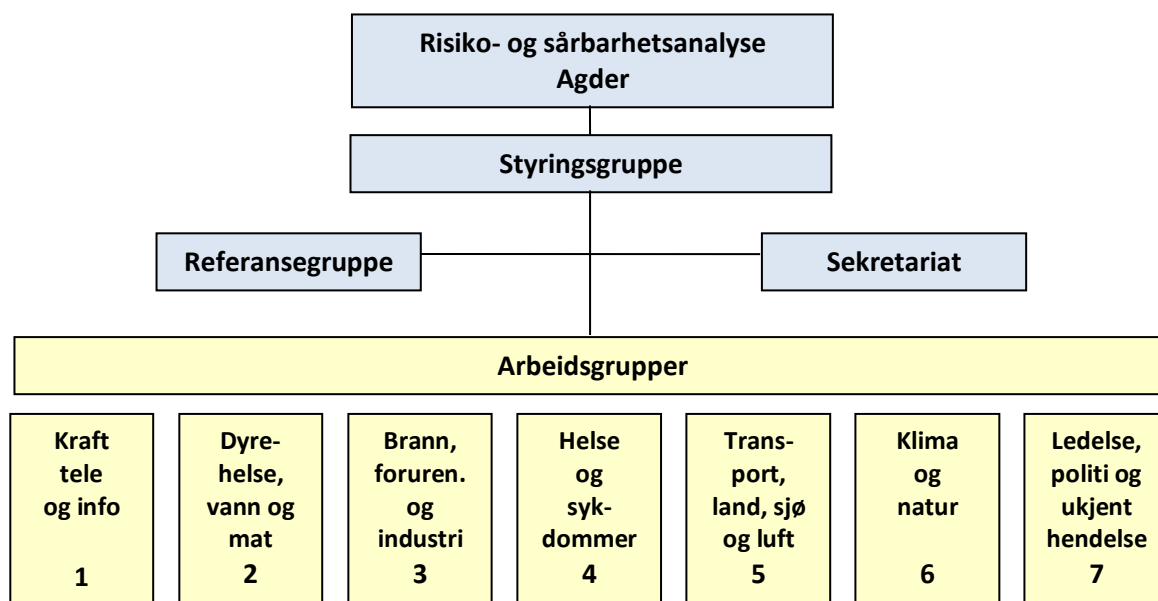 Risiko- og sårbarhetsanalyse
Agder
Styringsgruppe
Referansegruppe
Sekretariat
Arbeidsgrupper
Kraft
tele
og info
1
Dyre-
helse,
vann og
mat
2
Brann,
foruren.
og
industri
3
Helse
og
syk-
dommer
4
Trans-
port,
land, sjø
og luft
5
Klima
og
natur
6
Ledelse,
politi og
ukjent
hendelse
7